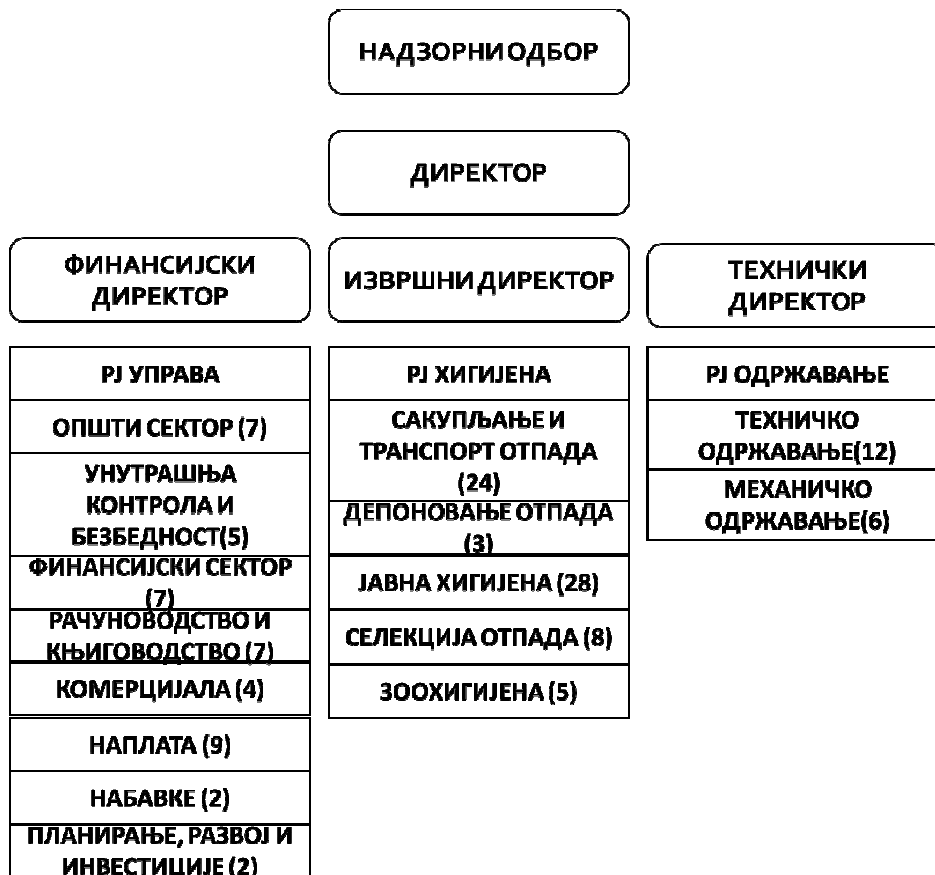 НАДЗОРНИ ОДБОР
ДИРЕКТОР
ФИНАНСИЈСКИ
ДИРЕКТОР
ИЗВРШНИ ДИРЕКТОР
ТЕХНИЧКИ
ДИРЕКТОР
РЈ УПРАВА
ОПШТИ СЕКТОР (7)
УНУТРАШЊА
КОНТРОЛА И
БЕЗБЕДНОСТ(5)
ФИНАНСИЈСКИ СЕКТОР
(7)
РАЧУНОВОДСТВО И
КЊИГОВОДСТВО (7)
КОМЕРЦИЈАЛА (4)
НАПЛАТА (9)
НАБАВКЕ (2)
ПЛАНИРАЊЕ, РАЗВОЈ И
ИНВЕСТИЦИЈЕ (2)
РЈ ХИГИЈЕНА
САКУПЉАЊЕ И
ТРАНСПОРТ ОТПАДА
(24)
ДЕПОНОВАЊЕ ОТПАДА
(3)
ЈАВНА ХИГИЈЕНА (28)
СЕЛЕКЦИЈА ОТПАДА (8)
ЗООХИГИЈЕНА (5)
РЈ ОДРЖАВАЊЕ
ТЕХНИЧКО
ОДРЖАВАЊЕ(12)
МЕХАНИЧКО
ОДРЖАВАЊЕ(6)